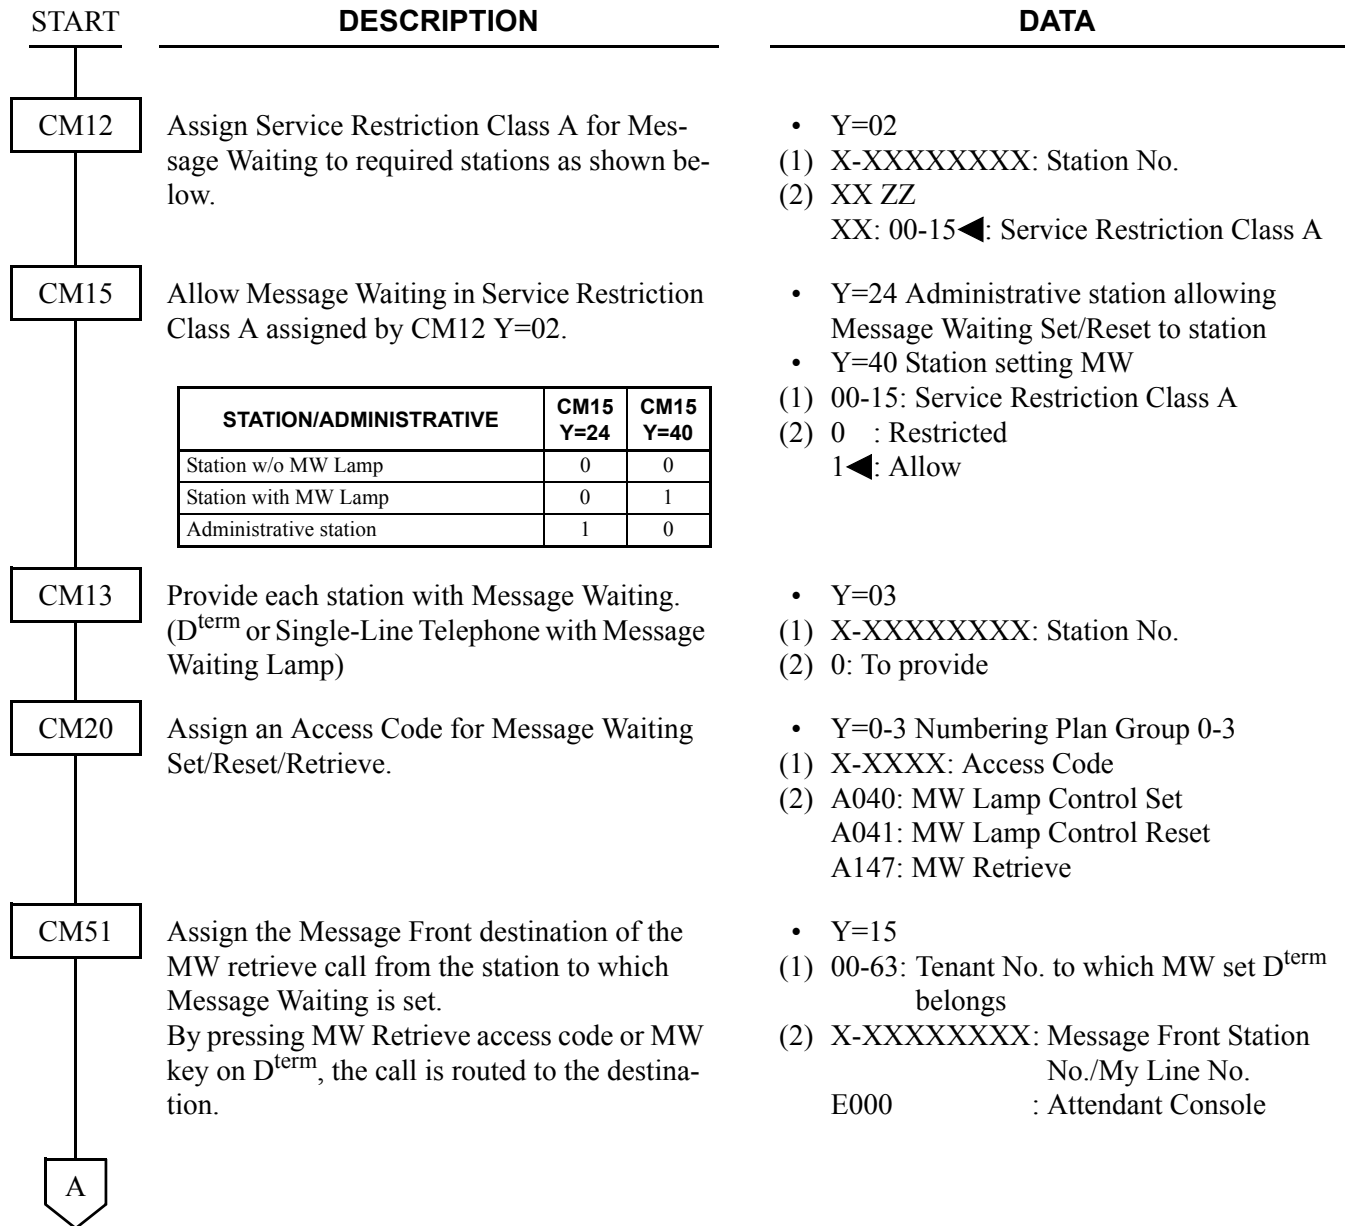 START DESCRIPTION DATA
CM12
Assign Service Restriction Class A for Mes-
sage Waiting to required stations as shown be-
low.
• Y=02
(1) X-XXXXXXXX: Station No.
(2) XX ZZ
XX: 00-15◀: Service Restriction Class A
CM15
Allow Message Waiting in Service Restriction
Class A assigned by CM12 Y=02.
STATION/ADMINISTRATIVE CM15 Y=24 CM15 Y=40
Station w/o MW Lamp 0 0
Station with MW Lamp 0 1
Administrative station 1 0
• Y=24 Administrative station allowing
Message Waiting Set/Reset to station
• Y=40 Station setting MW
(1) 00-15: Service Restriction Class A
(2) 0 : Restricted
1◀: Allow
CM13
Provide each station with Message Waiting.
(Dterm or Single-Line Telephone with Message
Waiting Lamp)
• Y=03
(1) X-XXXXXXXX: Station No.
(2) 0: To provide
CM20
Assign an Access Code for Message Waiting
Set/Reset/Retrieve.
• Y=0-3 Numbering Plan Group 0-3
(1) X-XXXX: Access Code
(2) A040: MW Lamp Control Set
A041: MW Lamp Control Reset
A147: MW Retrieve
CM51
Assign the Message Front destination of the
MW retrieve call from the station to which
Message Waiting is set.
By pressing MW Retrieve access code or MW
key on Dterm, the call is routed to the destina-
tion.
• Y=15
(1) 00-63: Tenant No. to which MW set Dterm
belongs
(2) X-XXXXXXXX: Message Front Station
No./My Line No.
E000 : Attendant Console
A